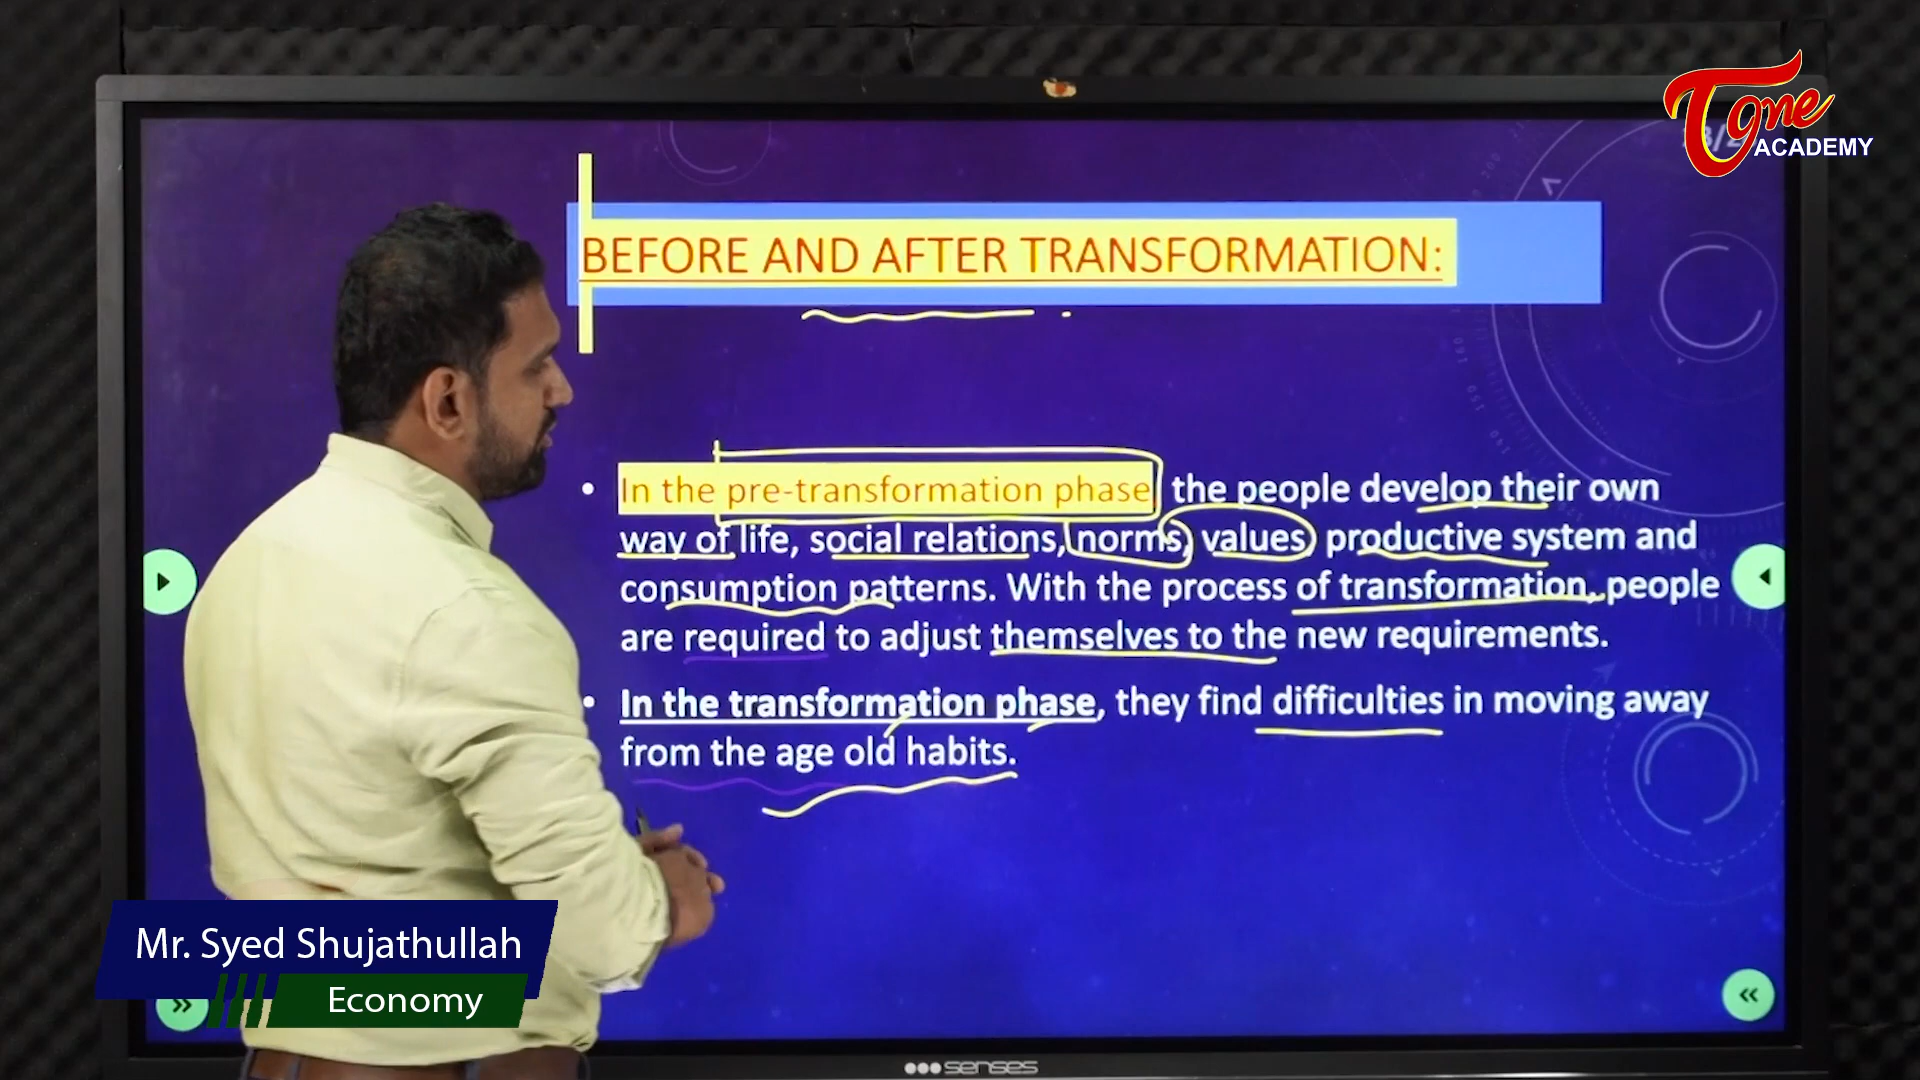 Tone
ACADEMY
BEFORE AND AFTER TRANSFORMATION:
• In the pre-transformation phase, the people develop their own
way of life, social relations, norms, values, productive system and
consumption patterns. With the process of transformation, people
are required to adjust themselves to the new requirements.
• In the transformation phase, they find difficulties in moving away
from the age old habits.
Mr. Syed Shujathullah
Economy
senses